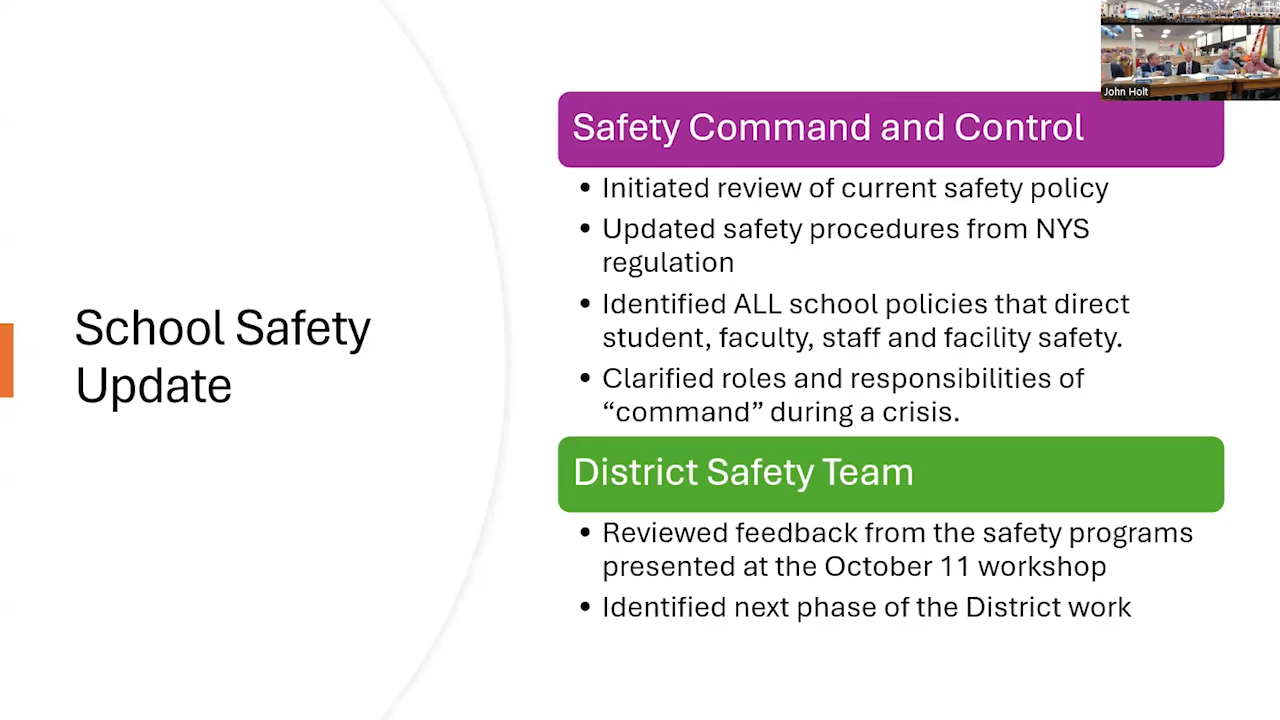 John Holt
School Safety
Update
Safety Command and Control
• Initiated review of current safety policy
• Updated safety procedures from NYS
regulation
• Identified ALL school policies that direct
student, faculty, staff and facility safety.
• Clarified roles and responsibilities of
“command” during a crisis.
District Safety Team
• Reviewed feedback from the safety programs
presented at the October 11 workshop
• Identified next phase of the District work